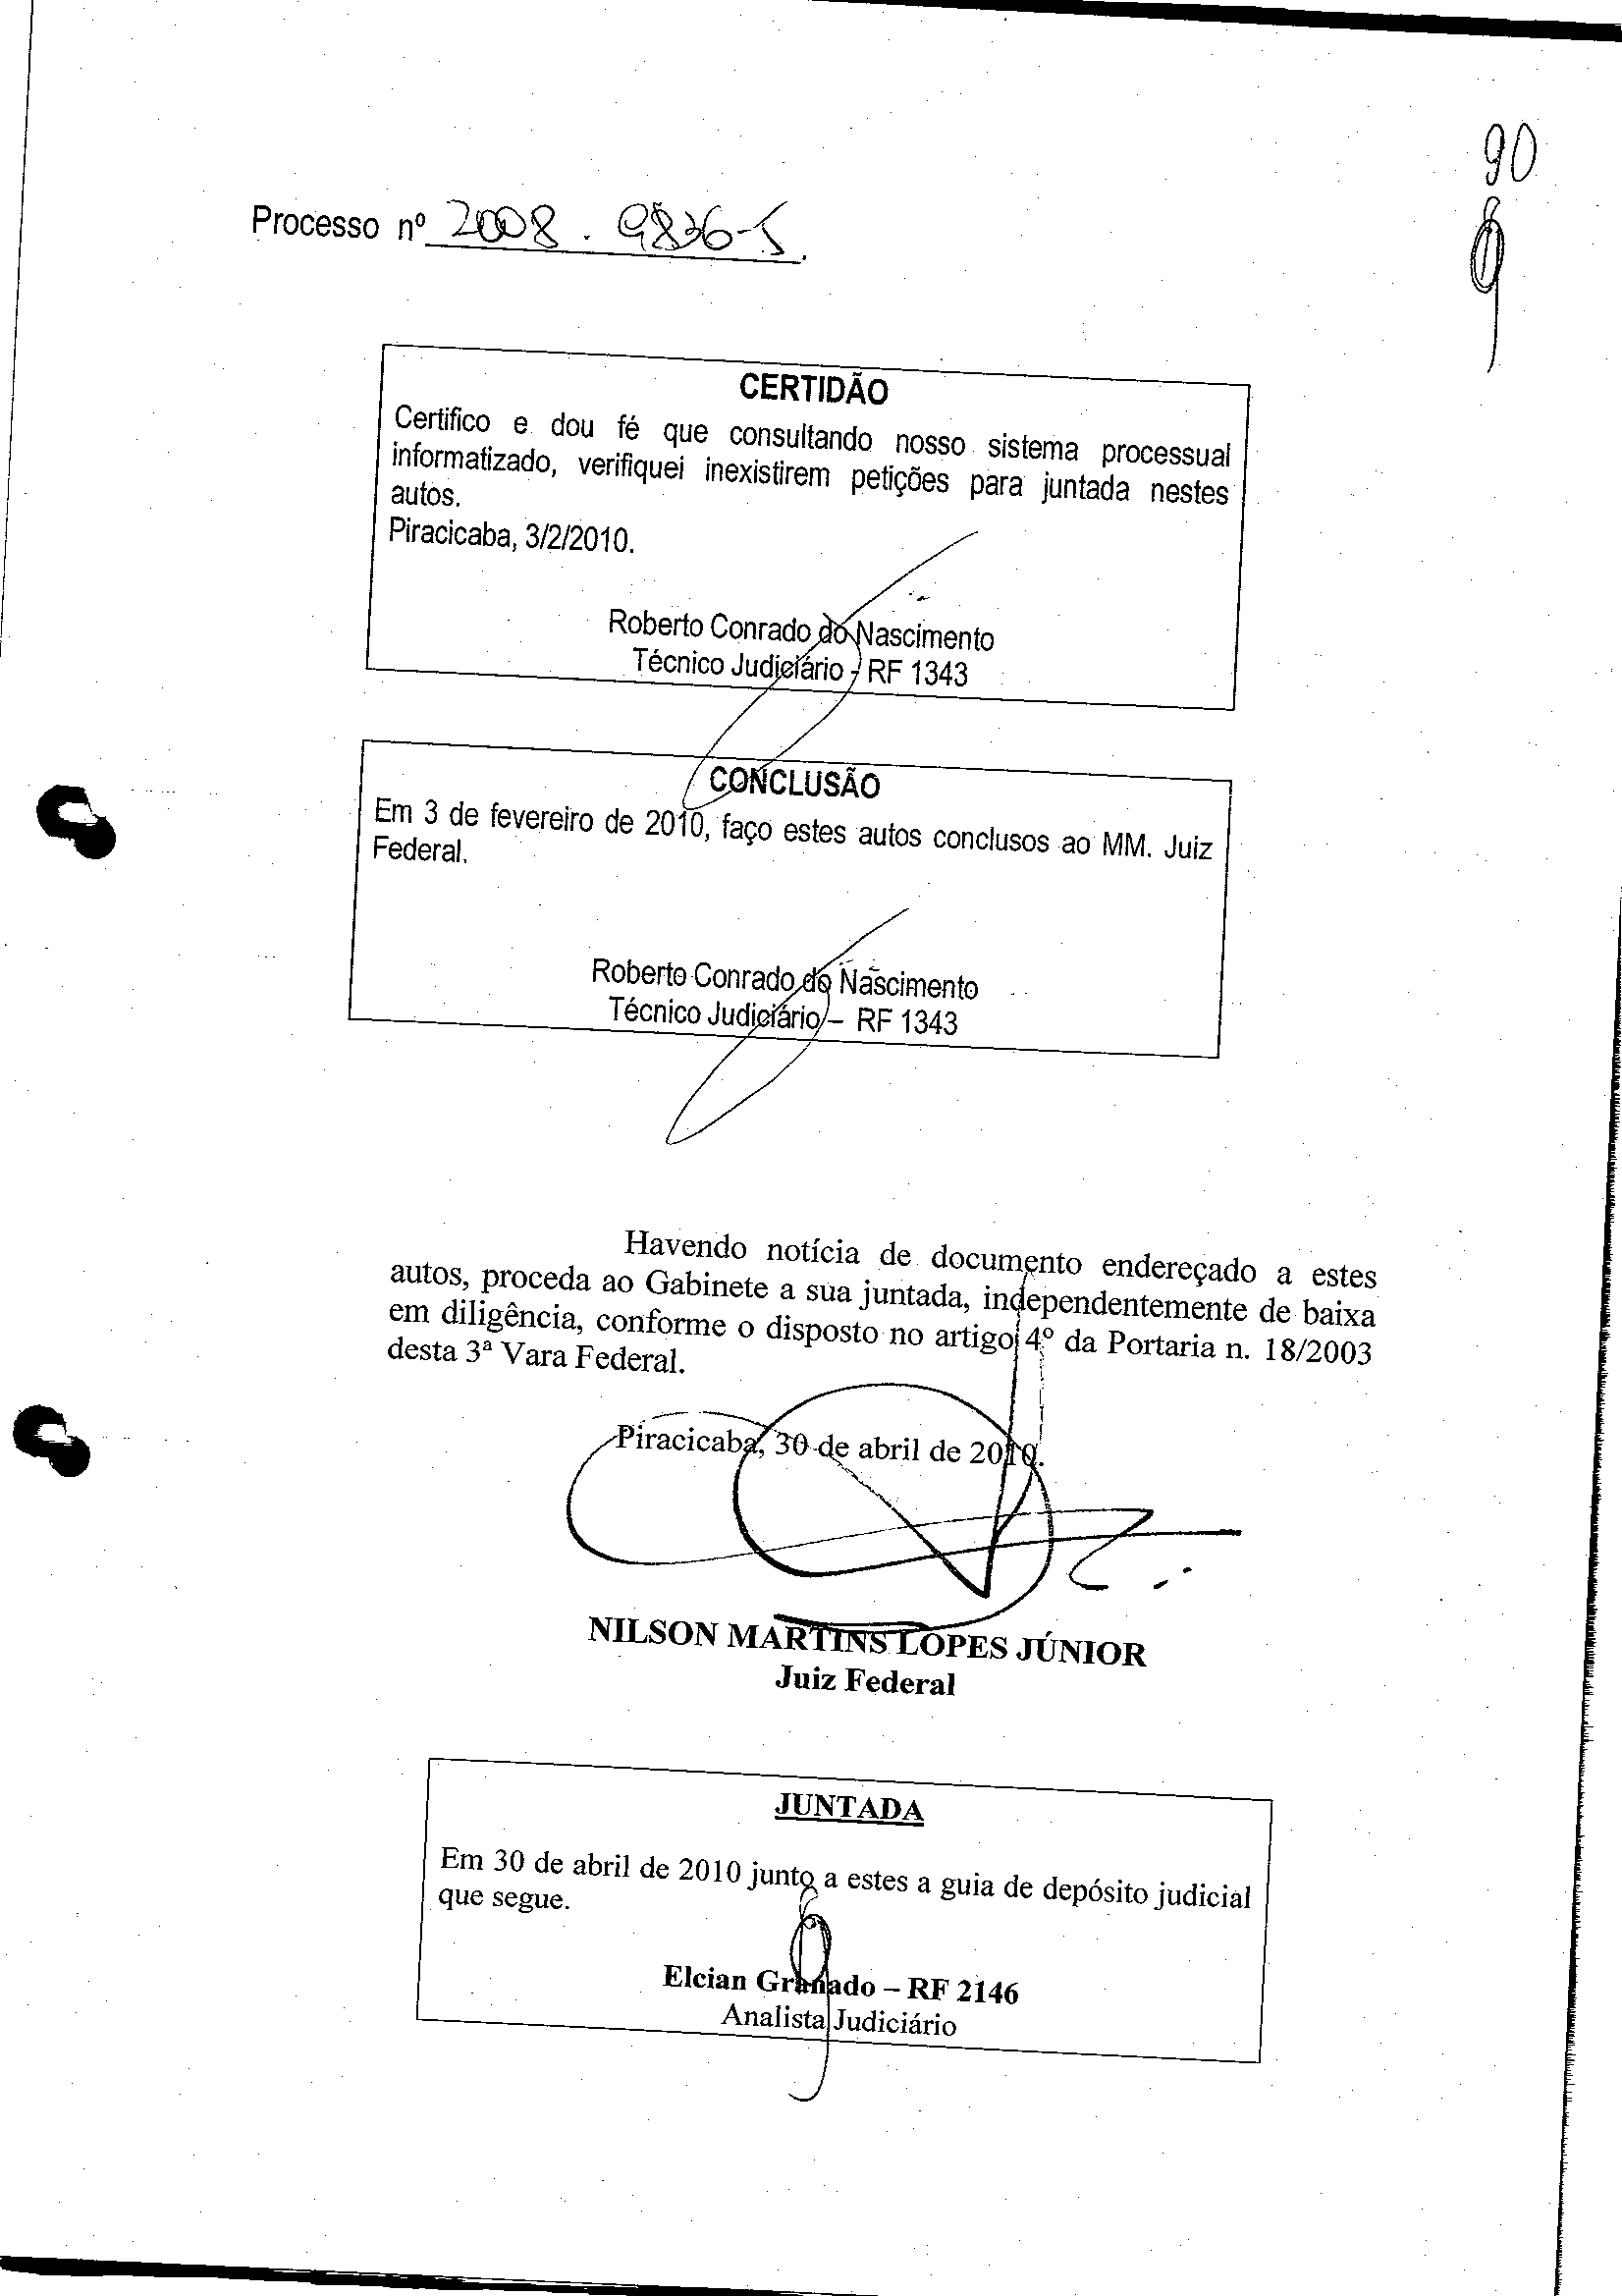 90
Processo nº 2008.9836-5
CERTIDÃO
Certifico e dou fé que consultando nosso sistema processual
informatizado, verifiquei inexistirem petições para juntada nestes
autos.
Piracicaba, 3/2/2010.
Roberto Conrado do Nascimento
Técnico Judiciário - RF 1343
CONCLUSÃO
Em 3 de fevereiro de 2010, faço estes autos conclusos ao MM. Juiz
Federal.
Roberto Conrado do Nascimento
Técnico Judiciário – RF 1343
Havendo notícia de documento endereçado a estes
autos, proceda ao Gabinete a sua juntada, independentemente de baixa
em diligência, conforme o disposto no artigo 4º da Portaria n. 18/2003
desta 3ª Vara Federal.
Piracicaba, 30 de abril de 2010.
NILSON MARTINS LOPES JÚNIOR
Juiz Federal
JUNTADA
Em 30 de abril de 2010 junto a estes a guia de depósito judicial
que segue.
Elcian Granado – RF 2146
Analista Judiciário